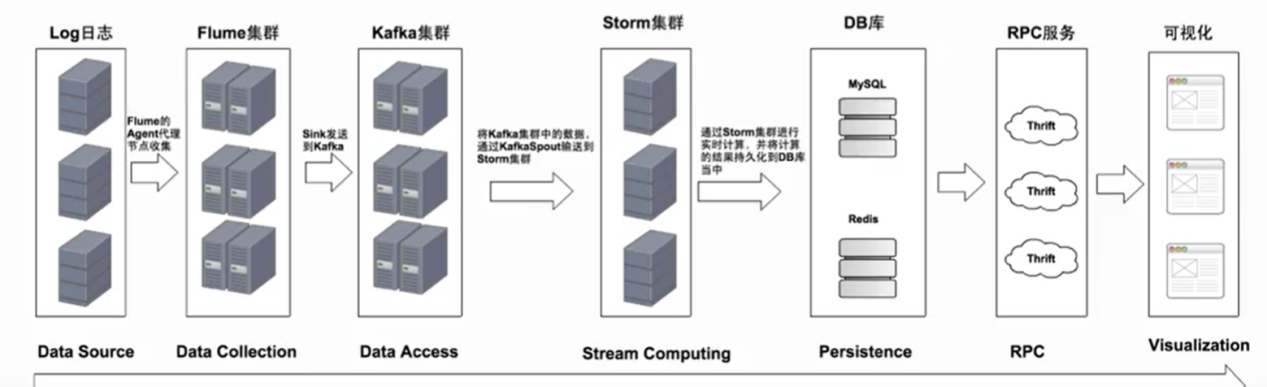 Log日志
Flume集群
Kafka集群
Storm集群
DB库
RPC服务
可视化
Flume的
Agent代理
节点收集
Sink发送
到Kafka
将Kafka集群中的数据，
通过KafkaSpout输送到
Storm集群
通过Storm集群进行
实时计算，并将计算
的结果持久化到DB库
当中
MySQL
Redis
Thrift
Thrift
Thrift
Data Source
Data Collection
Data Access
Stream Computing
Persistence
RPC
Visualization